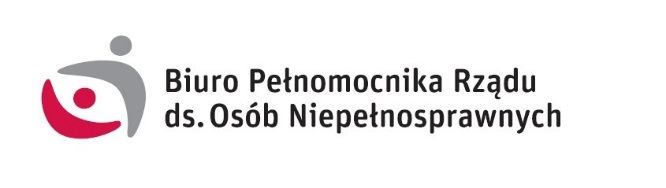 Biuro Pełnomocnika Rządu
ds. Osób Niepełnosprawnych